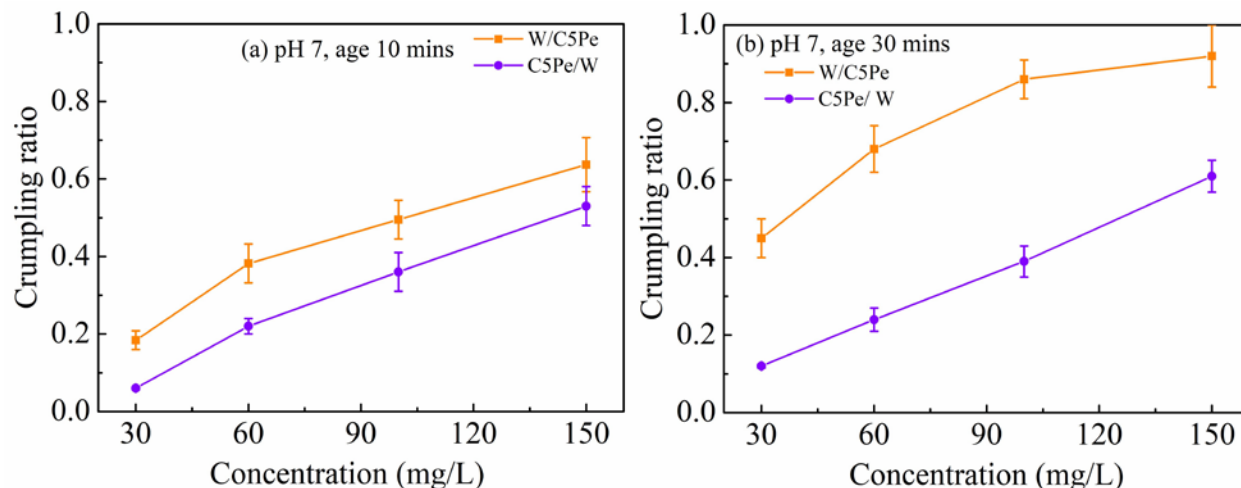 (a) pH 7, age 10 mins
W/C5Pe
C5Pe/W
Crumpling ratio
1.0
0.8
0.6
0.4
0.2
0.0
30 60 90 120 150
Concentration (mg/L)
(b) pH 7, age 30 mins
W/C5Pe
C5Pe/ W
Crumpling ratio
1.0
0.8
0.6
0.4
0.2
0.0
30 60 90 120 150
Concentration (mg/L)